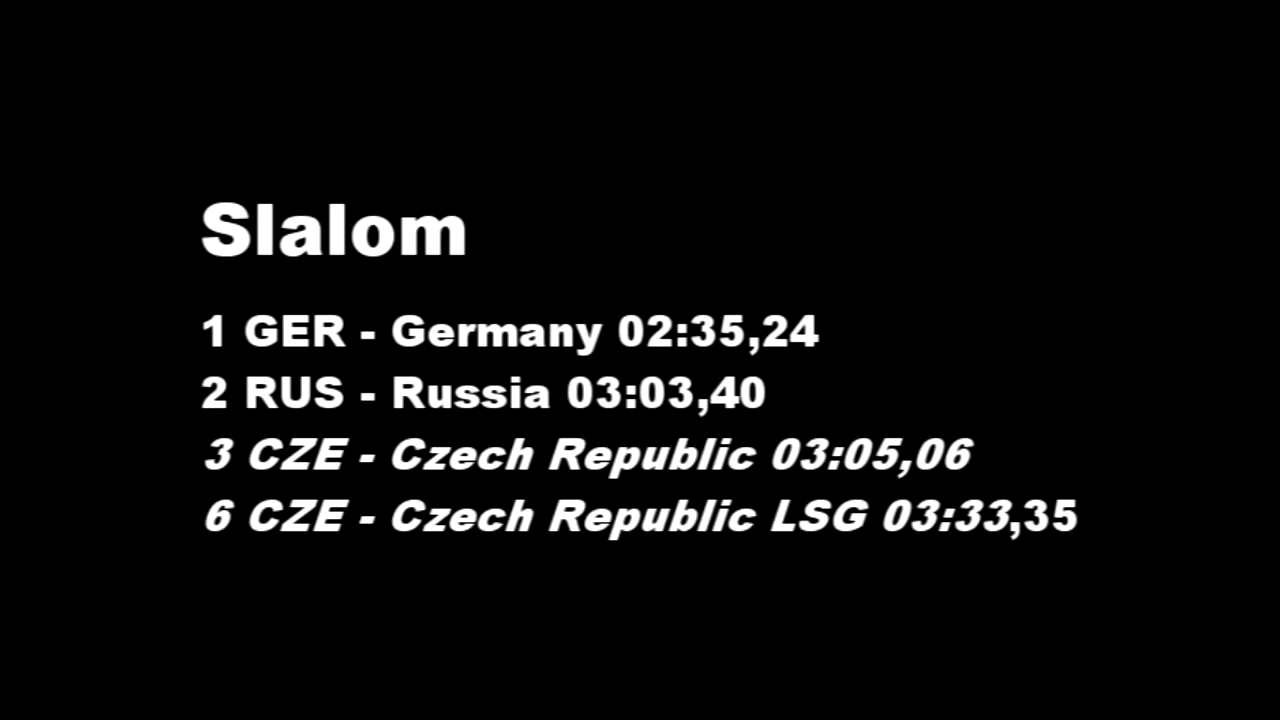 Slalom
1 GER - Germany 02:35,24
2 RUS - Russia 03:03,40
3 CZE - Czech Republic 03:05,06
6 CZE - Czech Republic LSG 03:33,35